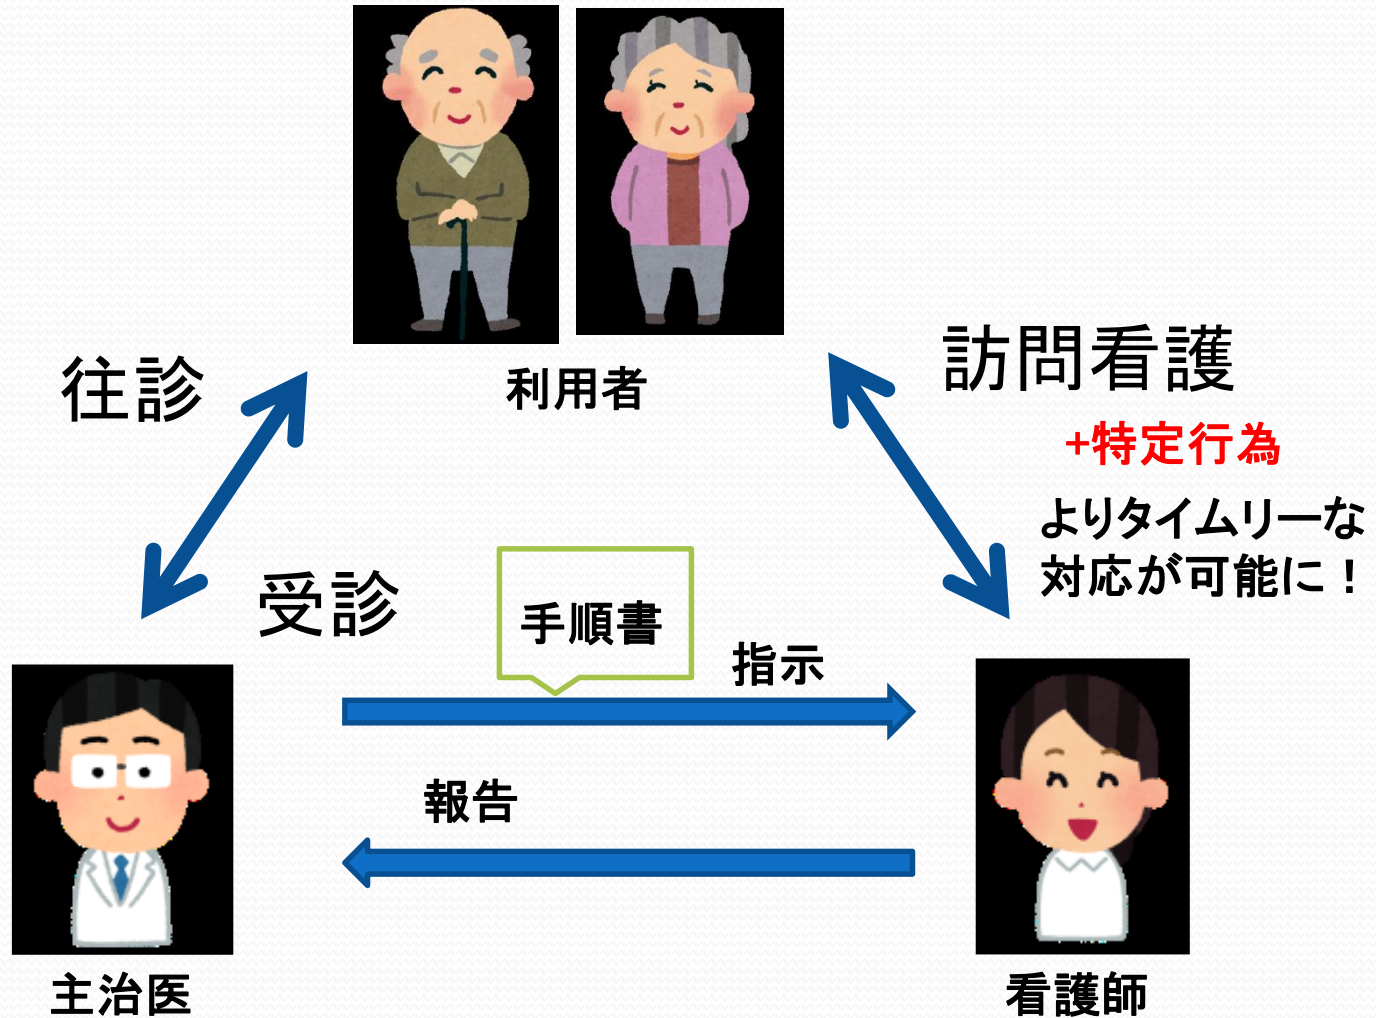 往診
利用者
訪問看護
+特定行為
よりタイムリーな
対応が可能に！
受診
手順書
指示
報告
主治医
看護師